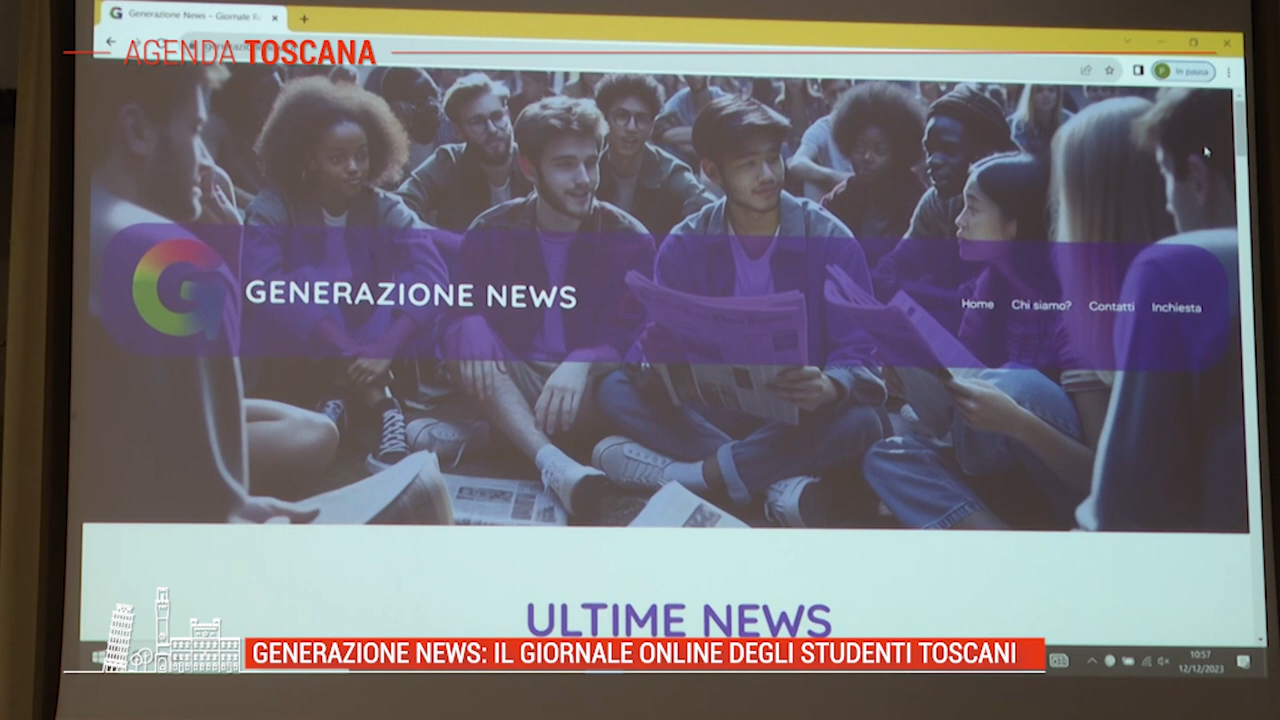 Generazione News – Giornale R
AGENDA TOSCANA
In pausa
GENERAZIONE NEWS
Home Chi siamo? Contatti Inchiesta
ULTIME NEWS
GENERAZIONE NEWS: IL GIORNALE ONLINE DEGLI STUDENTI TOSCANI
10:57
12/12/2023